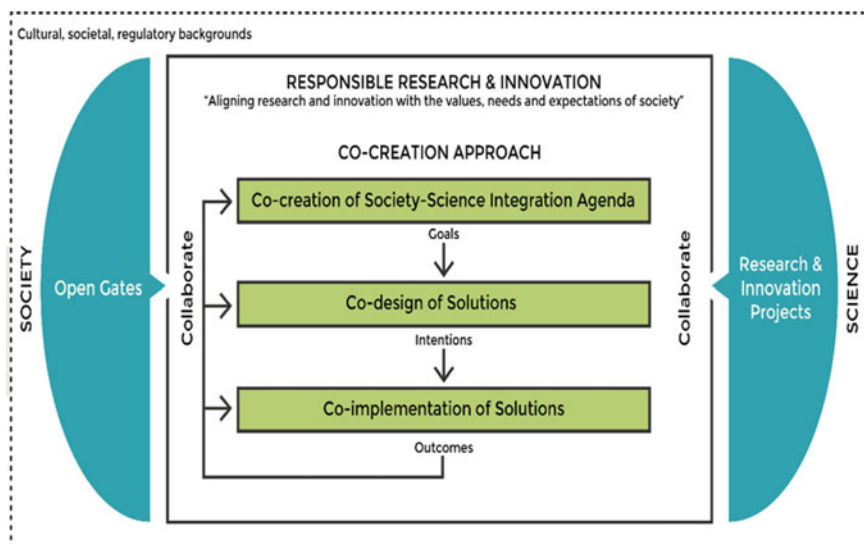 Cultural, societal, regulatory backgrounds
RESPONSIBLE RESEARCH & INNOVATION
"Aligning research and innovation with the values, needs and expectations of society"
CO-CREATION APPROACH
Co-creation of Society-Science Integration Agenda
Goals
Co-design of Solutions
Intentions
Co-implementation of Solutions
Outcomes
SOCIETY
Open Gates
Collaborate
Collaborate
Research &
Innovation
Projects
SCIENCE